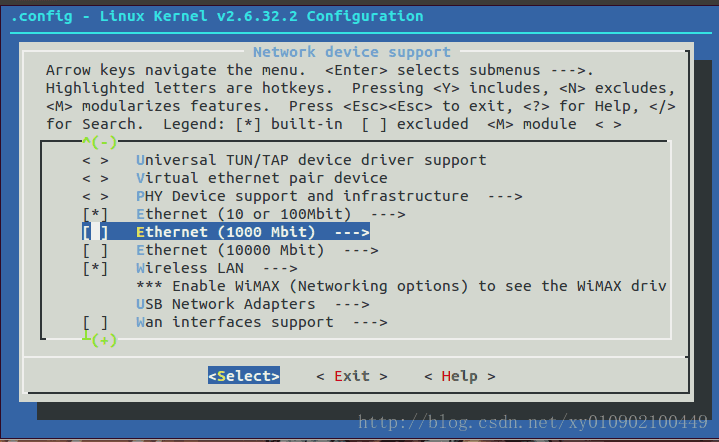 .config - Linux Kernel v2.6.32.2 Configuration
Network device support
Arrow keys navigate the menu.  <Enter> selects submenus --->.
Highlighted letters are hotkeys.  Pressing <Y> includes, <N> excludes,
<M> modularizes features.  Press <Esc><Esc> to exit, <?> for Help, </>
for Search.  Legend: [*] built-in  [ ] excluded  <M> module  < >
^(-)
< >   Universal TUN/TAP device driver support
< >   Virtual ethernet pair device
< >   PHY Device support and infrastructure  --->
[*]   Ethernet (10 or 100Mbit)  --->
[ ]   Ethernet (1000 Mbit)  --->
[ ]   Ethernet (10000 Mbit)  --->
[*]   Wireless LAN  --->
*** Enable WiMAX (Networking options) to see the WiMAX driv
USB Network Adapters  --->
[ ]   Wan interfaces support  --->
┴(+)
<Select>    < Exit >    < Help >
http://blog.csdn.net/xy010902100449